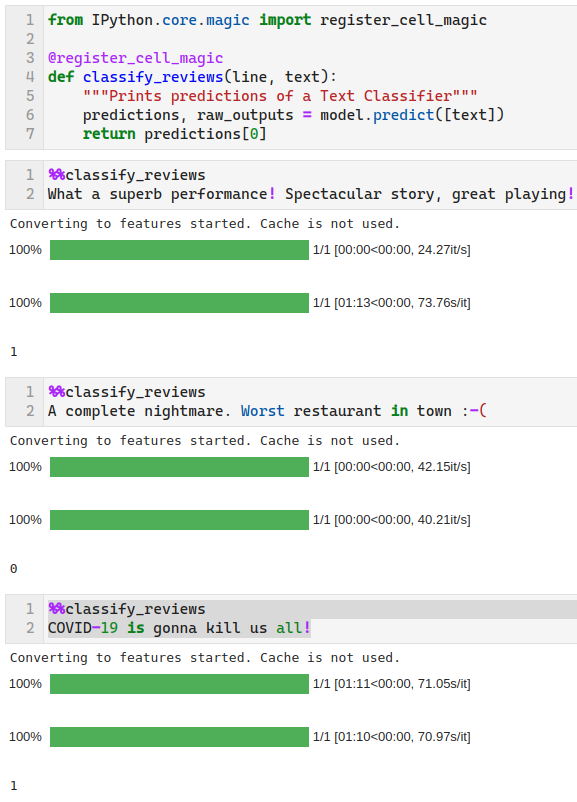 1 from IPython.core.magic import register_cell_magic
2
3 @register_cell_magic
4 def classify_reviews(line, text):
5     """Prints predictions of a Text Classifier"""
6     predictions, raw_outputs = model.predict([text])
7     return predictions[0]
1 %%classify_reviews
2 What a superb performance! Spectacular story, great playing!
Converting to features started. Cache is not used.
100% 1/1 [00:00<00:00, 24.27it/s]
100% 1/1 [01:13<00:00, 73.76s/it]
1
1 %%classify_reviews
2 A complete nightmare. Worst restaurant in town :-(
Converting to features started. Cache is not used.
100% 1/1 [00:00<00:00, 42.15it/s]
100% 1/1 [00:00<00:00, 40.21it/s]
0
1 %%classify_reviews
2 COVID-19 is gonna kill us all!
Converting to features started. Cache is not used.
100% 1/1 [01:11<00:00, 71.05s/it]
100% 1/1 [01:10<00:00, 70.97s/it]
1